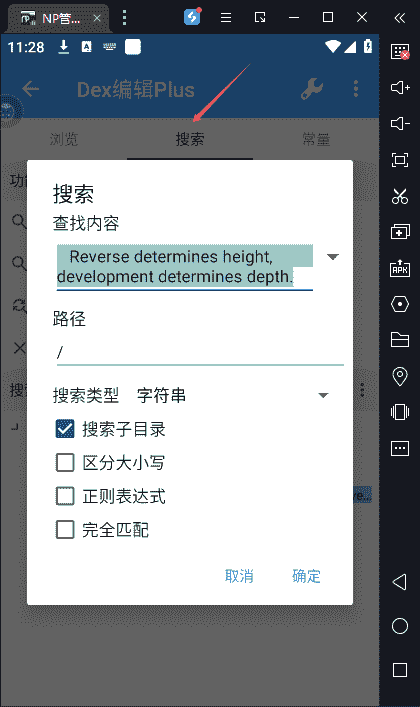 NP管...
11:28
Dex编辑Plus
浏览
搜索
常量
搜索
查找内容
Reverse determines height,
development determines depth.
路径
/
搜索类型 字符串
搜索子目录
区分大小写
正则表达式
完全匹配
取消
确定
APK